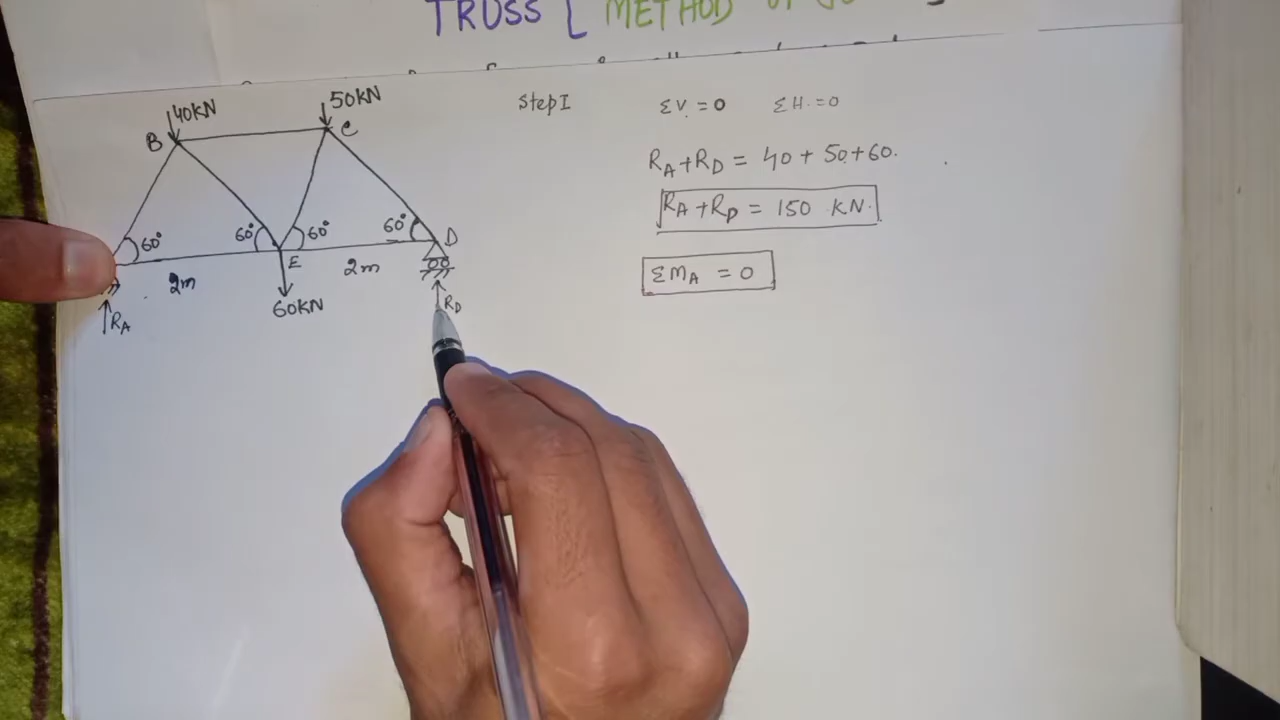 TRUSS [ METHOD
40KN
50KN
B
C
60°
60°
60°
60°
D
E
2m
2m
60KN
RA
RD
Step I
ΣV = 0 ΣH = 0
RA + RD = 40 + 50 + 60.
RA + RD = 150 KN.
ΣMA = 0